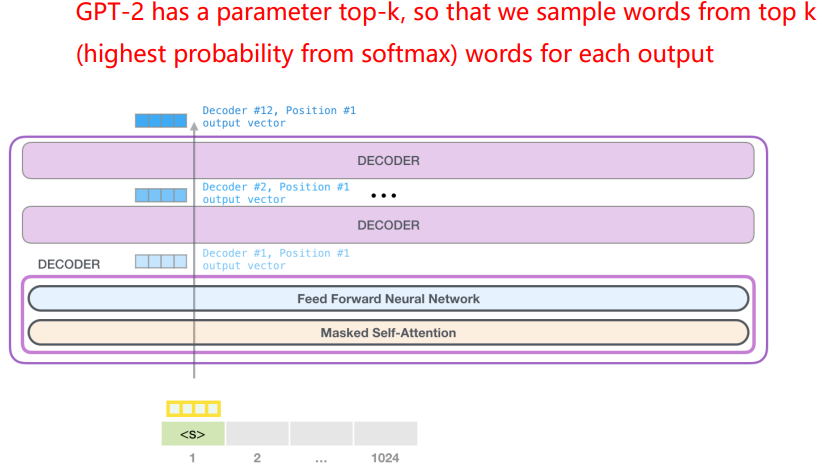 GPT-2 has a parameter top-k, so that we sample words from top k
(highest probability from softmax) words for each output
Decoder #12, Position #1
output vector
DECODER
Decoder #2, Position #1
output vector
...
DECODER
Decoder #1, Position #1
output vector
DECODER
Feed Forward Neural Network
Masked Self-Attention
<s>
1 2 ... 1024